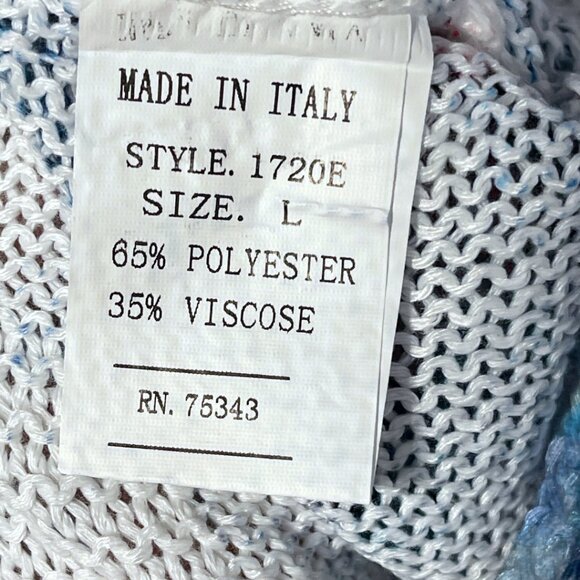 MADE IN ITALY
STYLE. 1720E
SIZE. L
65% POLYESTER
35% VISCOSE
RN. 75343